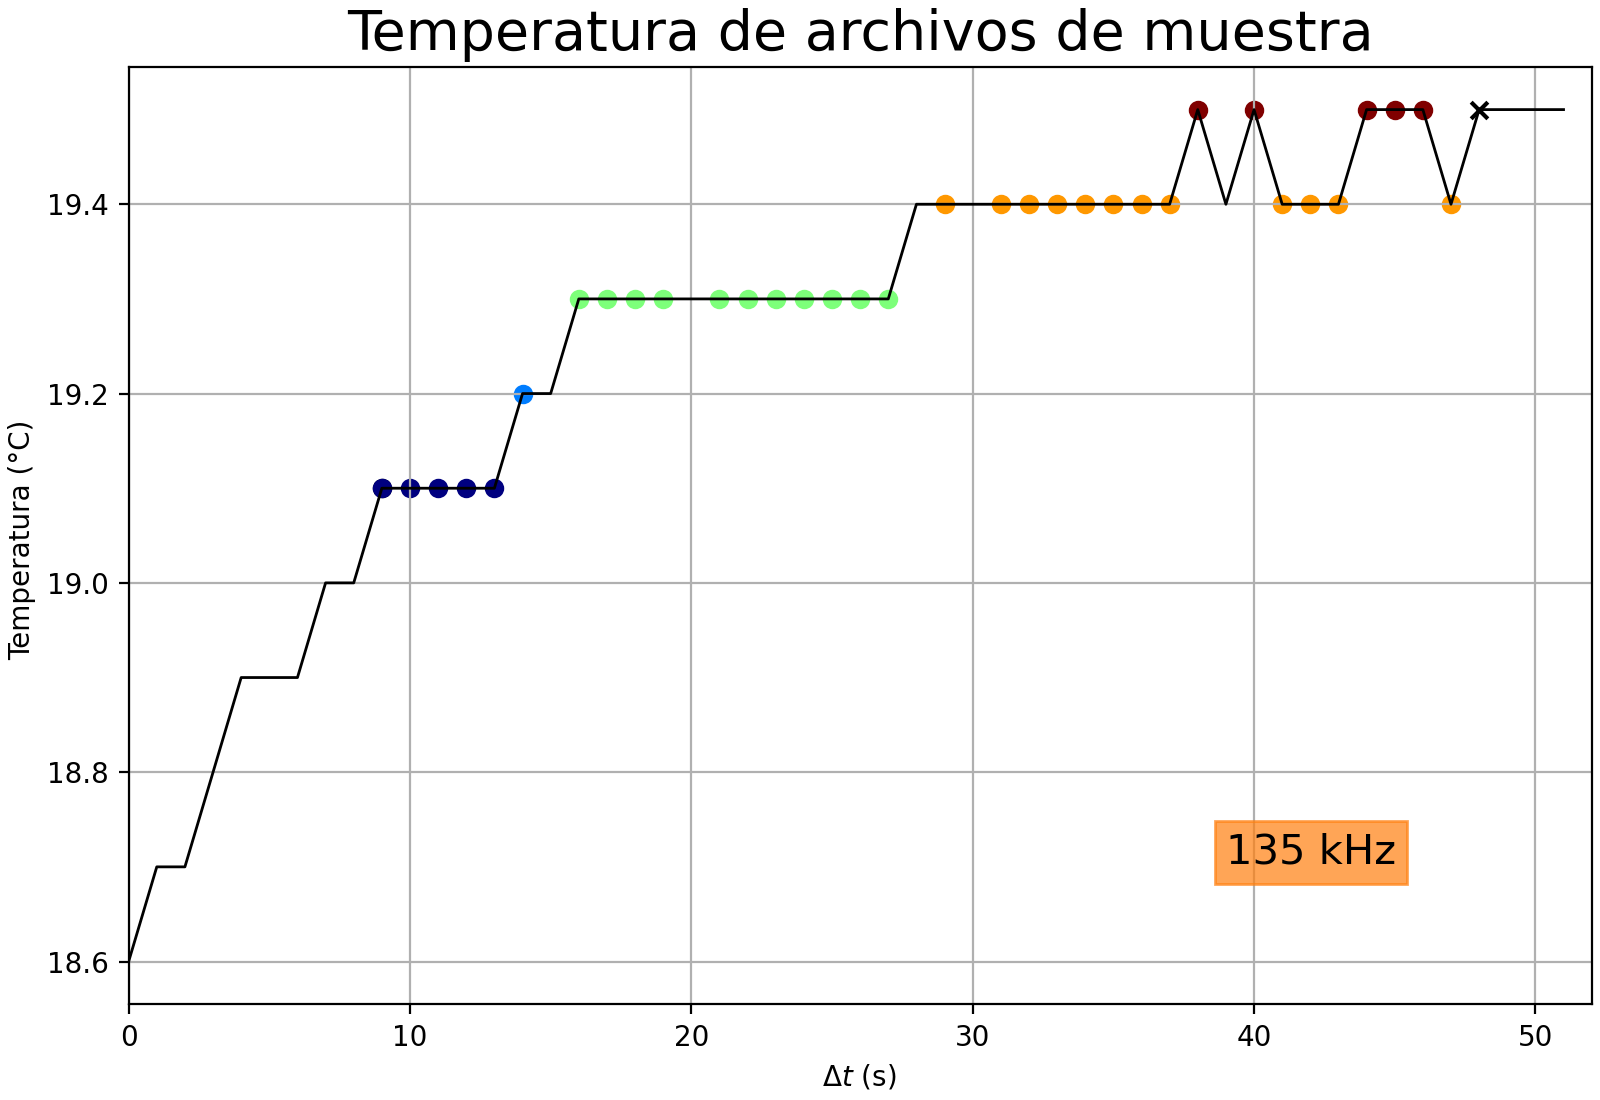 Temperatura de archivos de muestra
Temperatura (°C)
19.4
19.2
19.0
18.8
18.6
135 kHz
0 10 20 30 40 50
Δt (s)